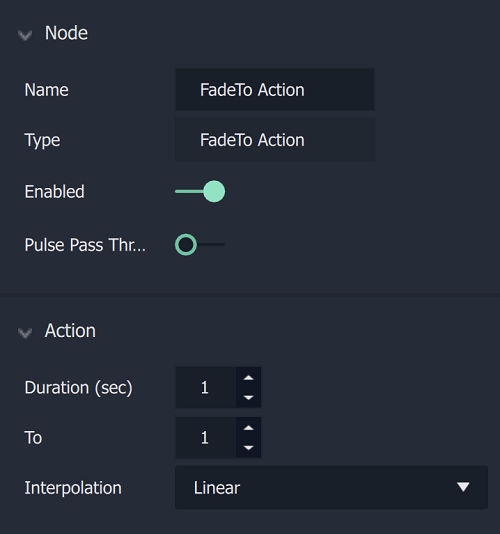 Node
Name FadeTo Action
Type FadeTo Action
Enabled
Pulse Pass Thr...
Action
Duration (sec) 1
To 1
Interpolation Linear